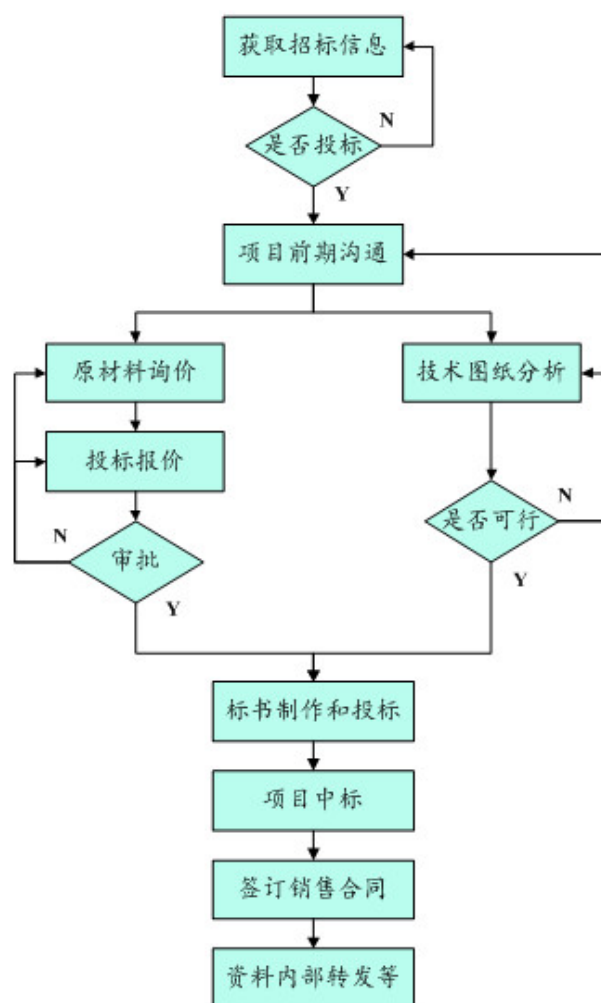 获取招标信息
N
是否投标
Y
项目前期沟通
原材料询价
技术图纸分析
投标报价
N
审批
Y
是否可行
N
Y
标书制作和投标
项目中标
签订销售合同
资料内部转发等